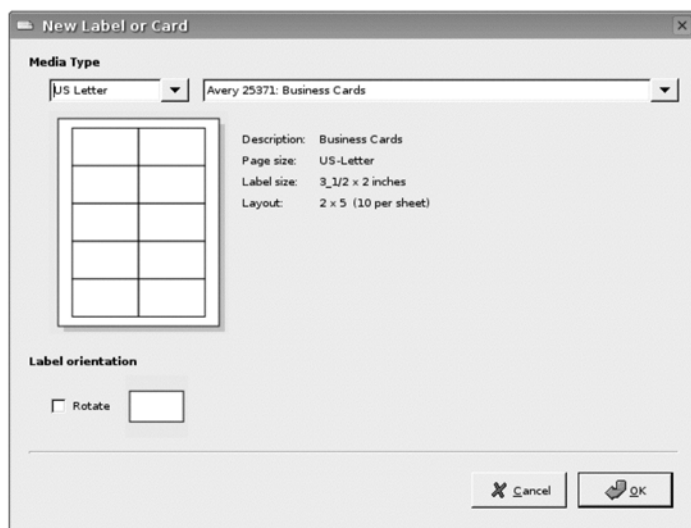 New Label or Card
Media Type
US Letter
Avery 25371: Business Cards
Description: Business Cards
Page size: US-Letter
Label size: 3_1/2 x 2 inches
Layout: 2 x 5 (10 per sheet)
Label orientation
Rotate
Cancel
OK